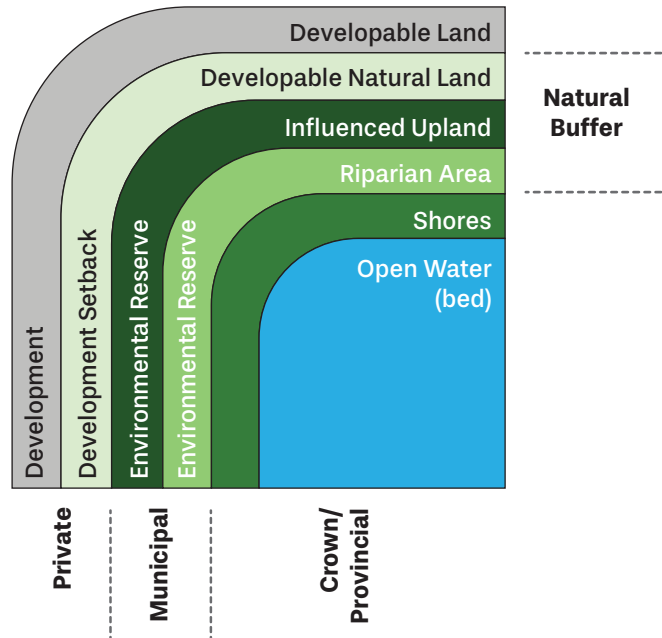 Developable Land
Developable Natural Land
Natural
Buffer
Influenced Upland
Riparian Area
Shores
Open Water
(bed)
Development
Development Setback
Environmental Reserve
Environmental Reserve
Private
Municipal
Crown/
Provincial